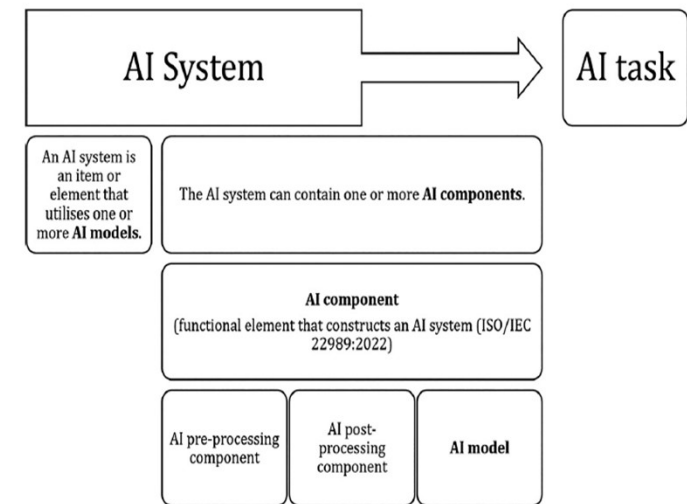 AI System
AI task
An AI system is
an item or
element that
utilises one or
more AI models.
The AI system can contain one or more AI components.
AI component
(functional element that constructs an AI system (ISO/IEC
22989:2022)
AI pre-processing
component
AI post-
processing
component
AI model